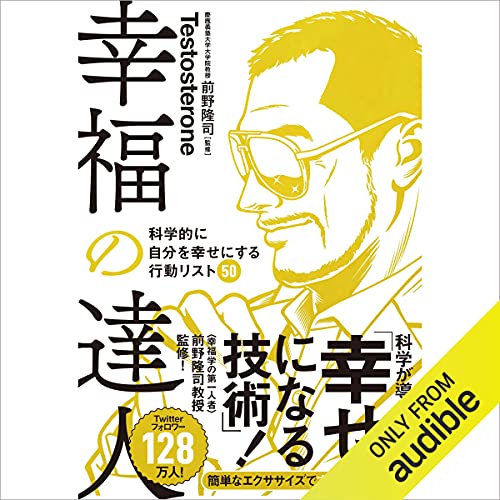 幸福の達人
Testosterone
慶應義塾大学大学院教授
前野隆司[監修]
科学的に
自分を幸せにする
行動リスト50
科学が導
「幸せ
になる
技術」!
〈幸福学の第一人者〉
前野隆司教授
監修!
Twitter
フォロワー
128
万人!
簡単なエクササイズで
ONLY FROM
audible